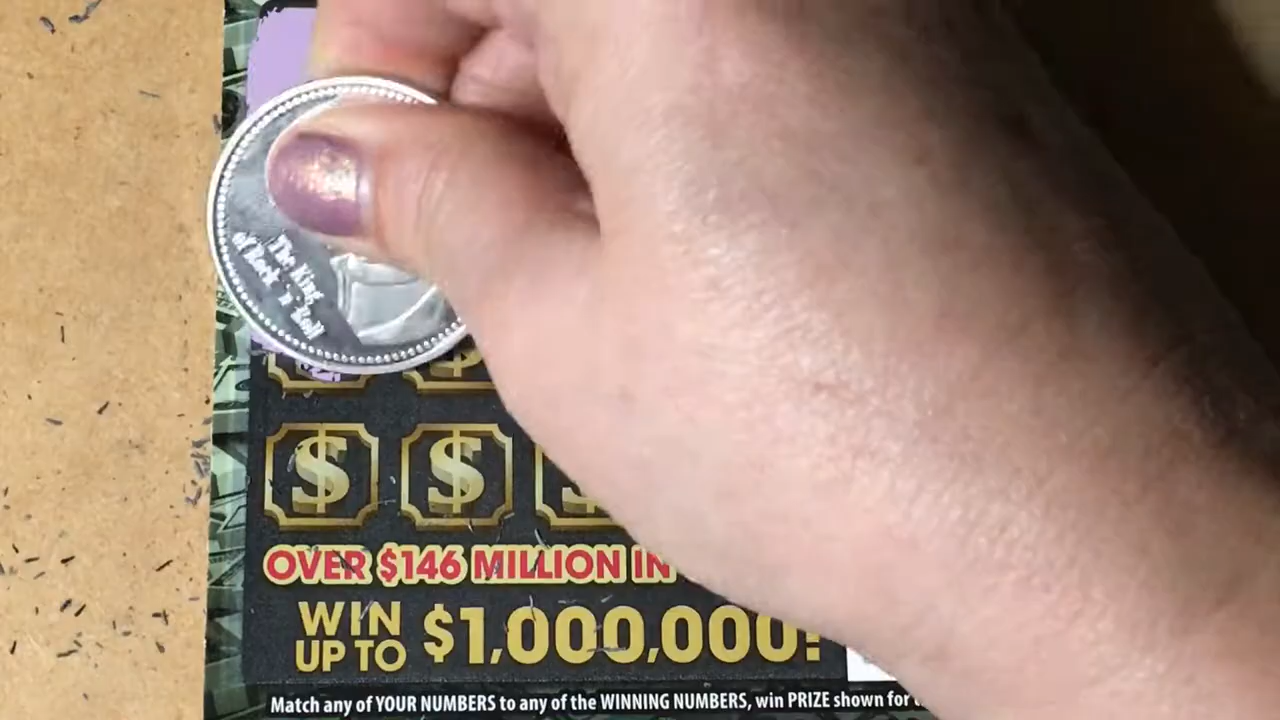 The King
of Rock 'n' Roll
$ $
OVER $146 MILLION IN
WIN
UP TO $1,000,000!
Match any of YOUR NUMBERS to any of the WINNING NUMBERS, win PRIZE shown for